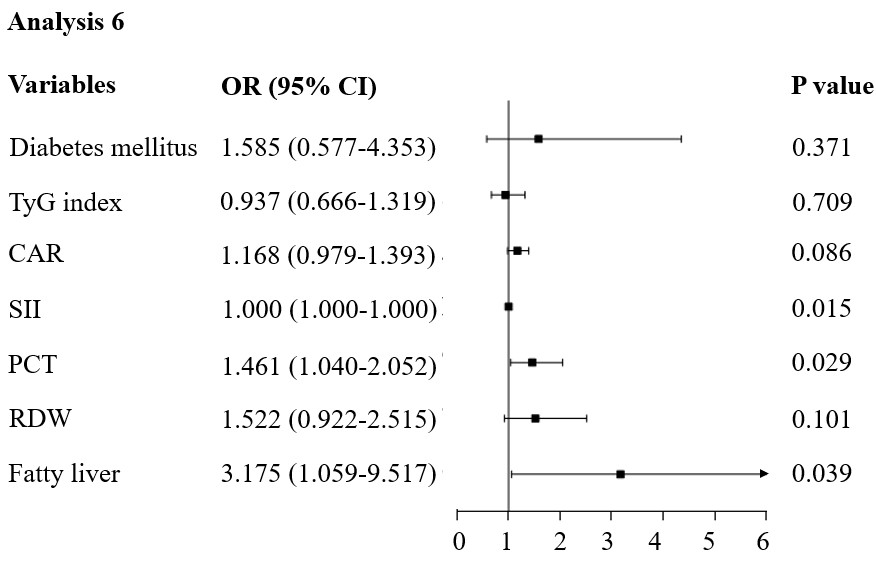 Analysis 6
Variables OR (95% CI) P value
Diabetes mellitus 1.585 (0.577-4.353) 0.371
TyG index 0.937 (0.666-1.319) 0.709
CAR 1.168 (0.979-1.393) 0.086
SII 1.000 (1.000-1.000) 0.015
PCT 1.461 (1.040-2.052) 0.029
RDW 1.522 (0.922-2.515) 0.101
Fatty liver 3.175 (1.059-9.517) 0.039
0 1 2 3 4 5 6